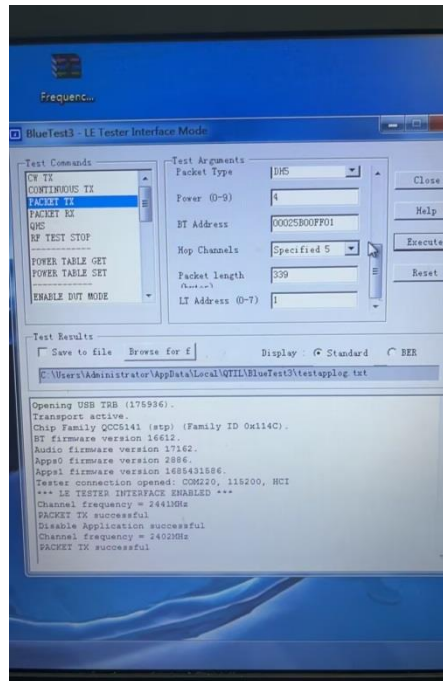 Frequenc...
BlueTest3 - LE Tester Interface Mode
Test Commands
CW TX
CONTINUOUS TX
PACKET TX
PACKET RX
QHS
RF TEST STOP
------------
POWER TABLE GET
POWER TABLE SET
------------
ENABLE DUT MODE
Test Arguments
Packet Type DH5
Power (0-9) 4
BT Address 00025B00FF01
Hop Channels Specified 5
Packet length 339
LT Address (0-7) 1
Close
Help
Execute
Reset
Test Results
Save to file Browse for f Display : Standard BER
C:\Users\Administrator\AppData\Local\QTIL\BlueTest3\testapplog.txt
Opening USB TRB (175936).
Transport active.
Chip Family QCC5141 (stp) (Family ID 0x114C).
BT firmware version 16612.
Audio firmware version 17162.
Apps0 firmware version 2886.
Apps1 firmware version 1685431586.
Tester connection opened: COM220, 115200, HCI
*** LE TESTER INTERFACE ENABLED ***
Channel frequency = 2441MHz
PACKET TX successful
Disable Application successful
Channel frequency = 2402MHz
PACKET TX successful